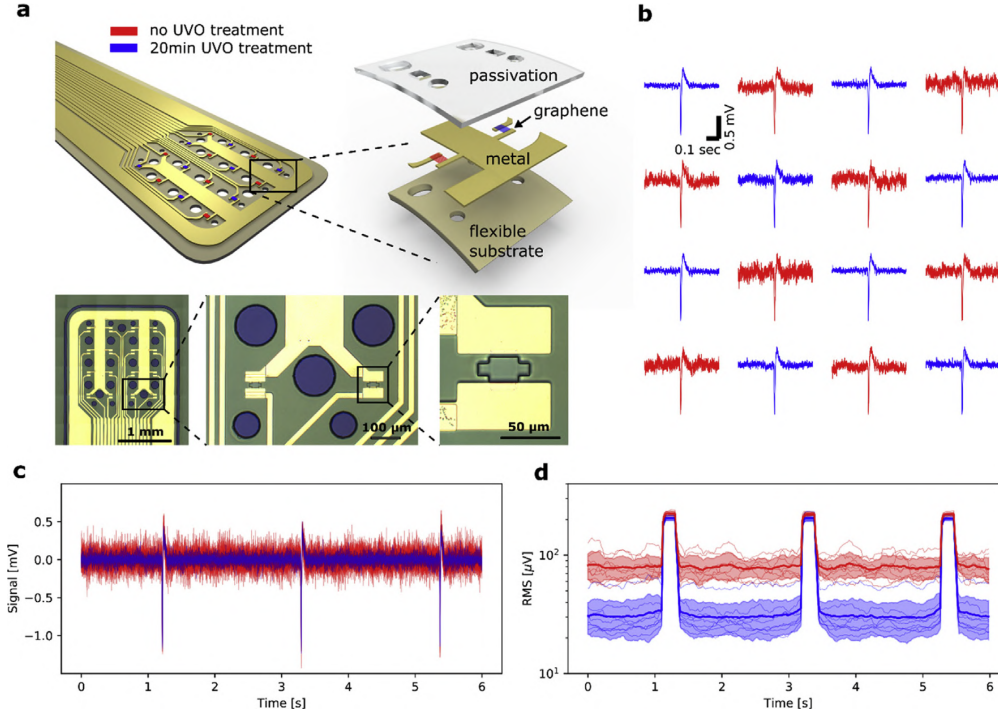 a
no UVO treatment
20min UVO treatment
passivation
graphene
metal
flexible
substrate
1 mm
100 µm
50 µm
b
0.1 sec
0.5 mV
c
Signal [mV]
0.5
0.0
−0.5
−1.0
0 1 2 3 4 5 6
Time [s]
d
RMS [µV]
10²
10¹
0 1 2 3 4 5 6
Time [s]